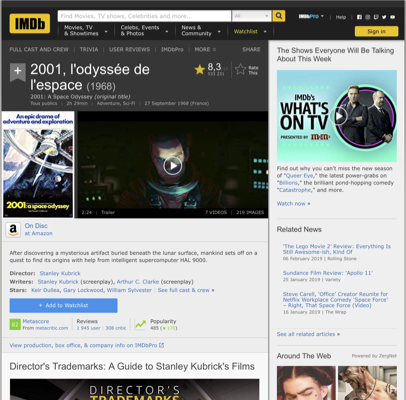 IMDb
Find Movies, TV shows, Celebrities and more...
All
IMDbPro
Help
Movies, TV
& Showtimes
Celebs, Events
& Photos
News &
Community
Watchlist
Sign in
FULL CAST AND CREW | TRIVIA | USER REVIEWS | IMDbPro | MORE
SHARE
2001, l'odyssée de
l'espace (1968)
2001: A Space Odyssey (original title)
Tous publics | 2h 29min | Adventure, Sci-Fi | 27 September 1968 (France)
8,3
Rate
This
An epic drama of
adventure and exploration
2001: a space odyssey
2:24 | Trailer
7 VIDEOS | 219 IMAGES
On Disc
at Amazon
After discovering a mysterious artifact buried beneath the lunar surface, mankind sets off on a
quest to find its origins with help from intelligent supercomputer HAL 9000.
Director: Stanley Kubrick
Writers: Stanley Kubrick (screenplay), Arthur C. Clarke (screenplay)
Stars: Keir Dullea, Gary Lockwood, William Sylvester | See full cast & crew »
+ Add to Watchlist
Metascore
From metacritic.com
Reviews
1 945 user | 308 critic
Popularity
View production, box office, & company info on IMDbPro
Director's Trademarks: A Guide to Stanley Kubrick's Films
DIRECTOR'S
TRADEMARKS
The Shows Everyone Will Be Talking
About This Week
IMDb's
WHAT'S
ON TV
PRESENTED BY
Find out why you can't miss the new season
of "Queer Eye," the latest power-grabs on
"Billions," the brilliant pond-hopping comedy
"Catastrophe," and more.
Watch now »
Related News
'The Lego Movie 2' Review: Everything Is
Still Awesome-ish, Kind Of
06 February 2019 | Rolling Stone
Sundance Film Review: 'Apollo 11'
25 January 2019 | Variety
Steve Carell, 'Office' Creator Reunite for
Netflix Workplace Comedy 'Space Force'
– Right, That Space Force (Video)
16 January 2019 | The Wrap
See all related articles »
Around The Web
Powered by ZergNet